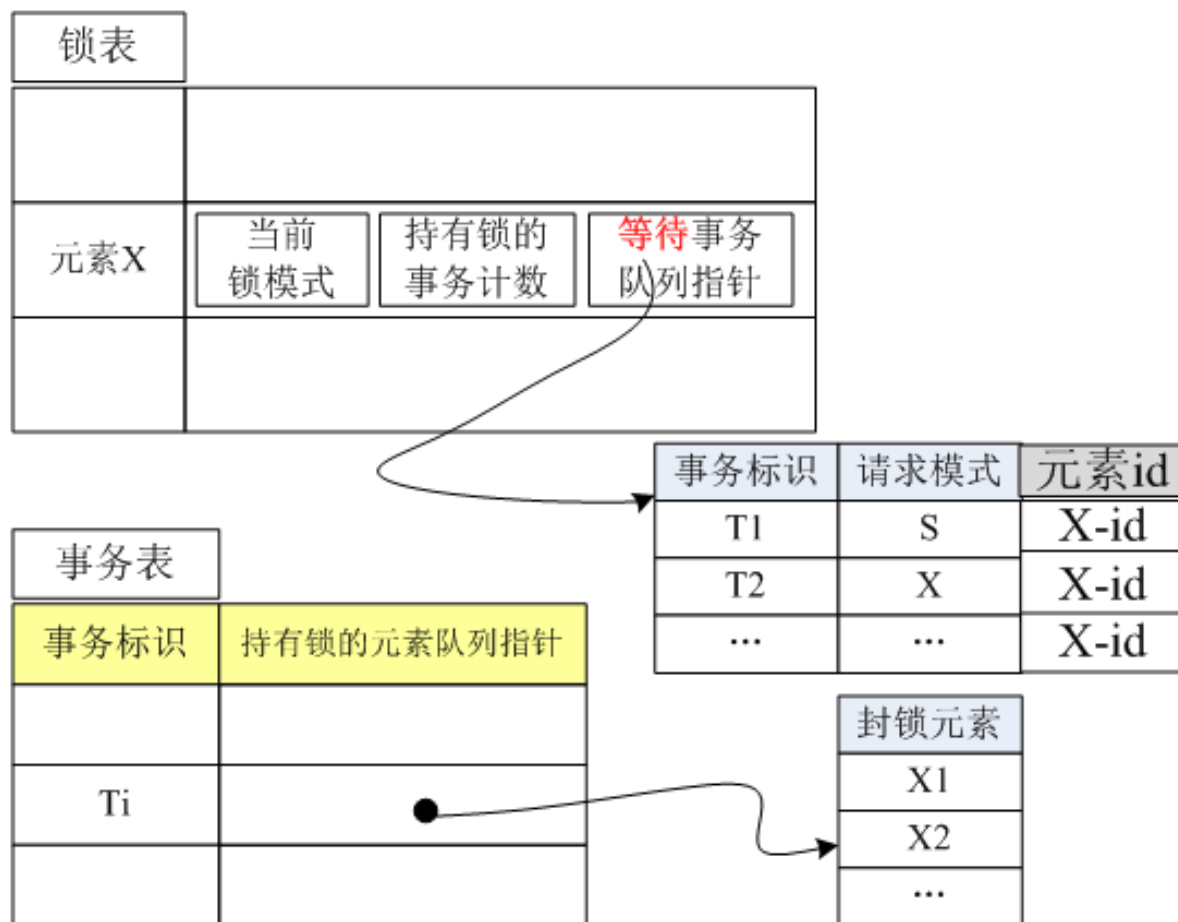 锁表
元素X
当前
锁模式
持有锁的
事务计数
等待事务
队列指针
事务标识 请求模式 元素id
T1 S X-id
T2 X X-id
... ... X-id
事务表
事务标识 持有锁的元素队列指针
Ti
封锁元素
X1
X2
...